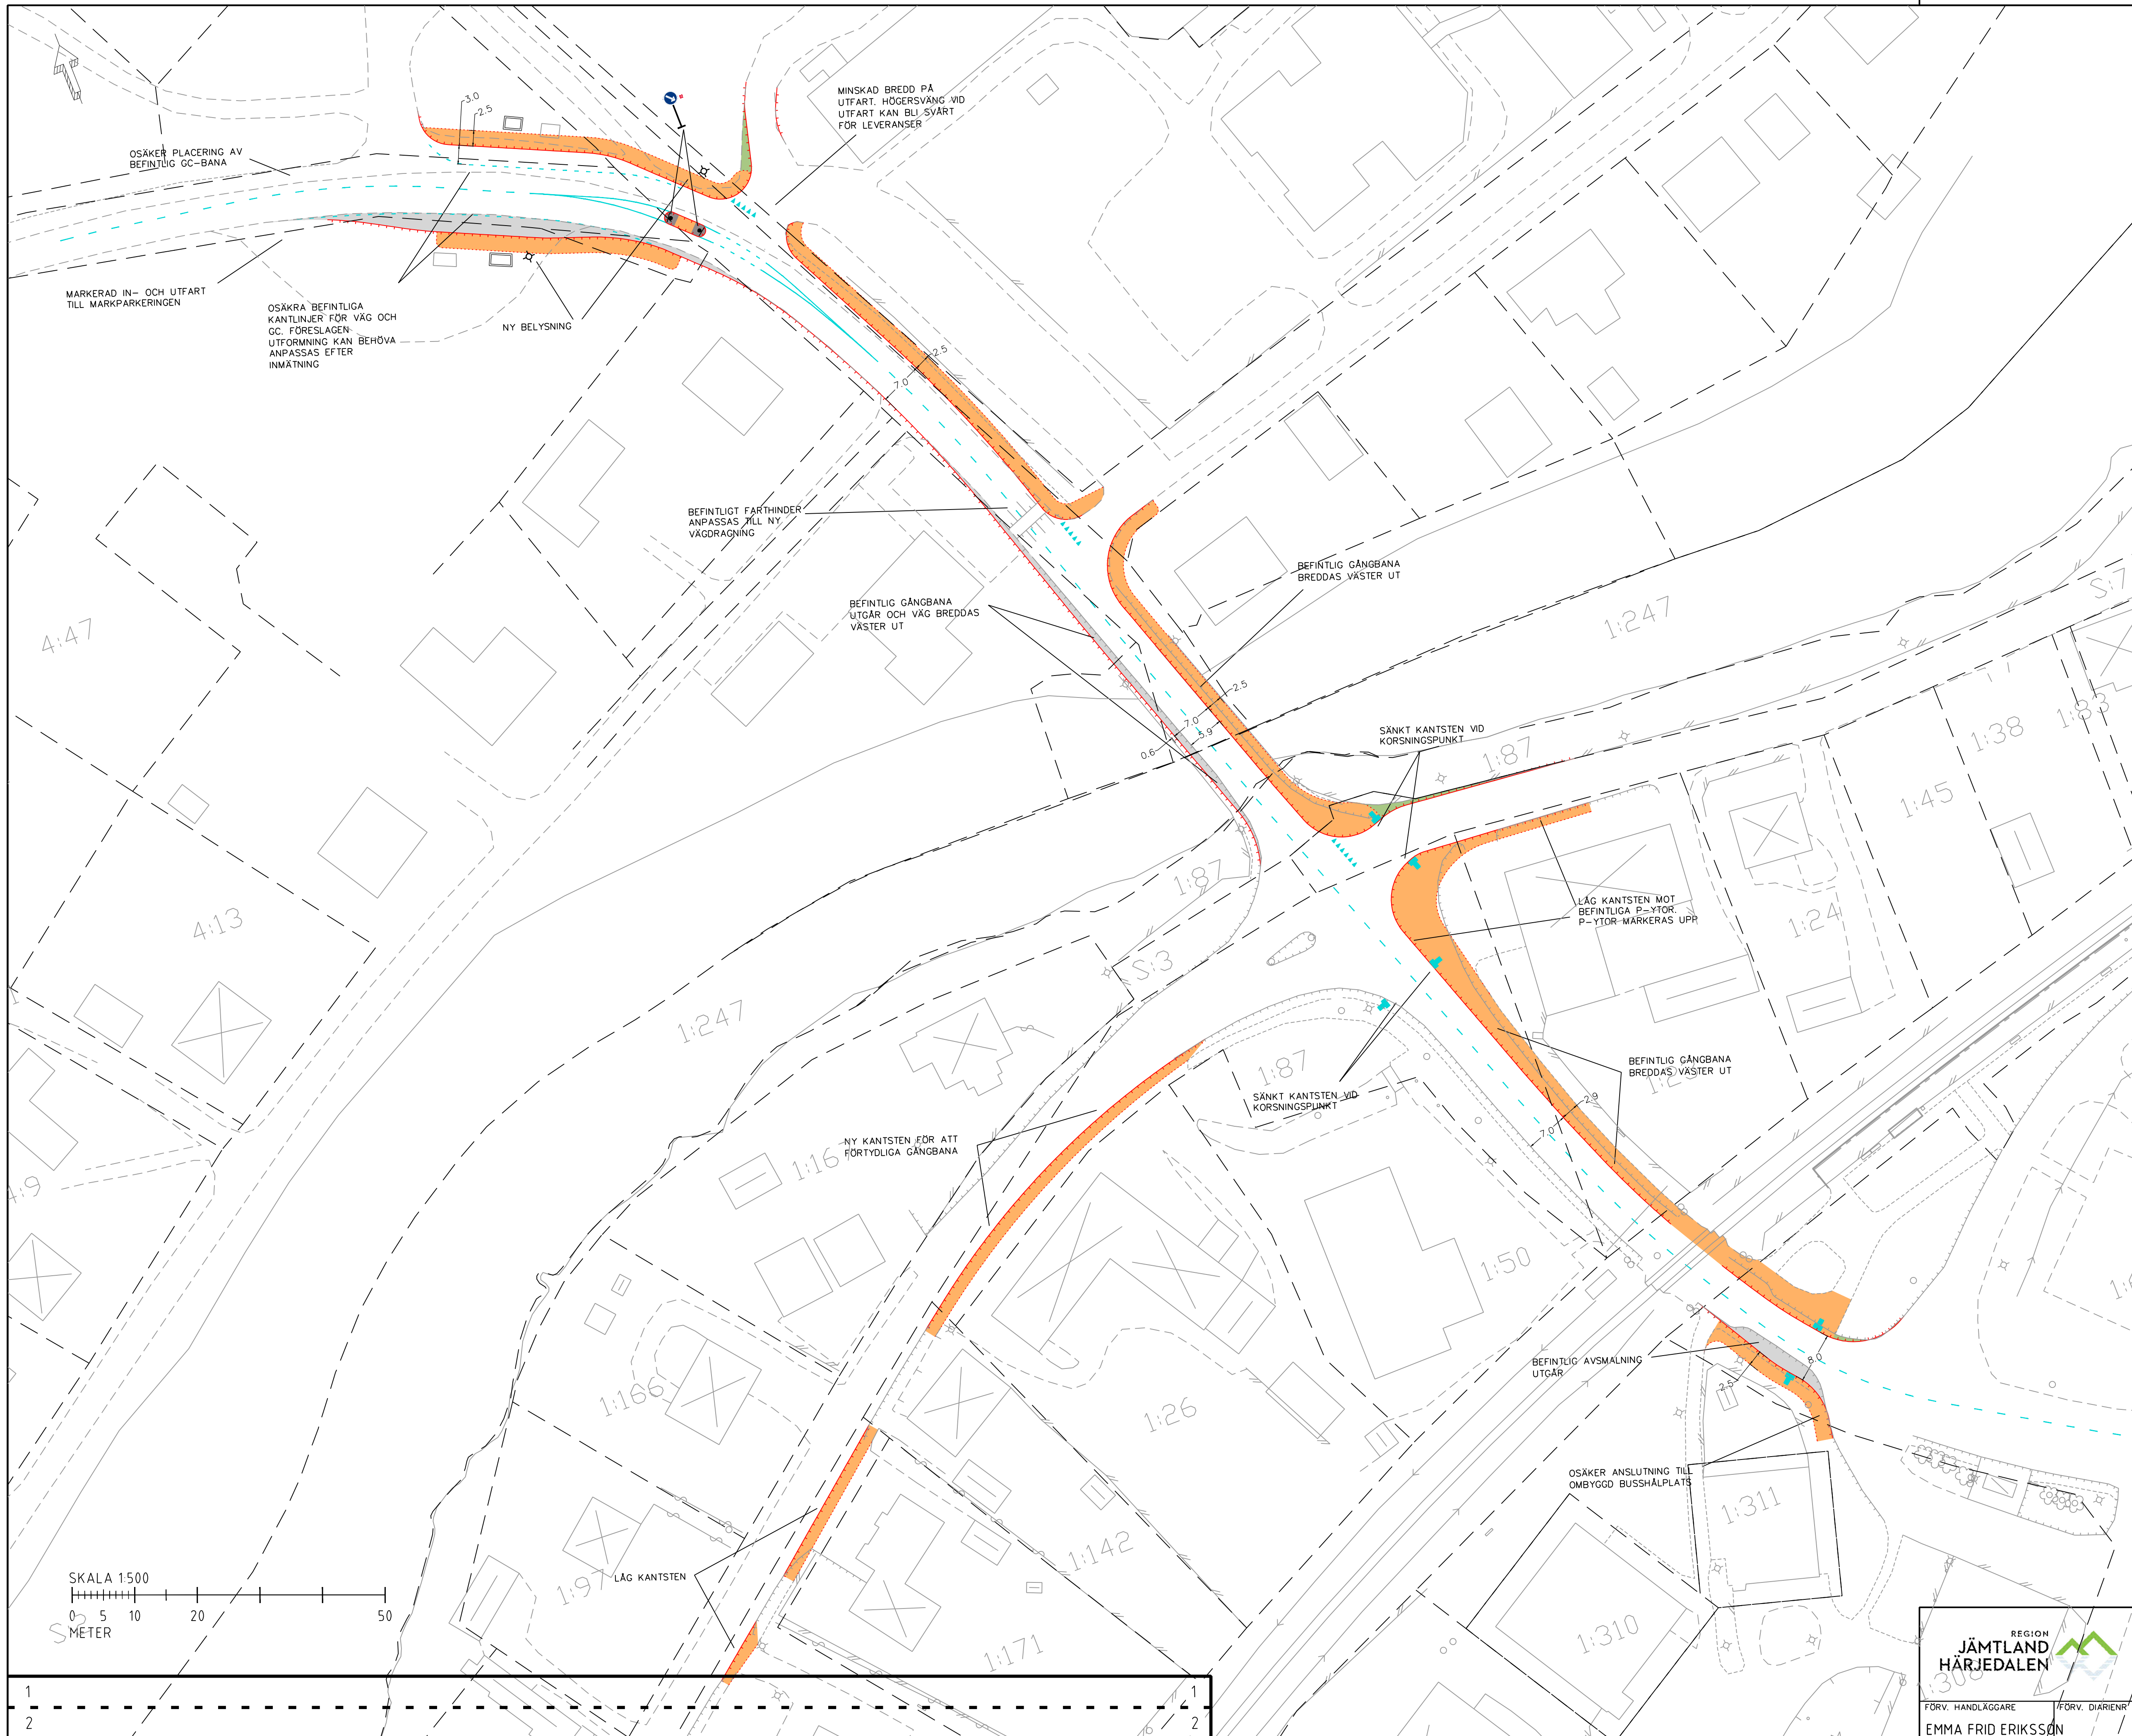 MINSKAD BREDD PÅ
UTFART. HÖGERSVÄNG VID
UTFART KAN BLI SVÅRT
FÖR LEVERANSER
3.0
2.5
OSÄKER PLACERING AV
BEFINTLIG GC-BANA
MARKERAD IN- OCH UTFART
TILL MARKPARKERINGEN
OSÄKRA BEFINTLIGA
KANTLINJER FÖR VÄG OCH
GC. FÖRESLAGEN
UTFORMNING KAN BEHÖVA
ANPASSAS EFTER
INMÄTNING
NY BELYSNING
2.5
7.0
BEFINTLIGT FARTHINDER
ANPASSAS TILL NY
VÄGDRAGNING
BEFINTLIG GÅNGBANA
BREDDAS VÄSTER UT
BEFINTLIG GÅNGBANA
UTGÅR OCH VÄG BREDDAS
VÄSTER UT
4:47
1:247
S:7
2.5
7.0
5.9
0.6
SÄNKT KANTSTEN VID
KORSNINGSPUNKT
1:87
1:38
1:83
1:45
4:13
1:87
LÅG KANTSTEN MOT
BEFINTLIGA P-YTOR.
P-YTOR MARKERAS UPP
1:24
S:3
1:247
1:87
SÄNKT KANTSTEN VID
KORSNINGSPUNKT
BEFINTLIG GÅNGBANA
BREDDAS VÄSTER UT
2.9
7.0
NY KANTSTEN FÖR ATT
FÖRTYDLIGA GÅNGBANA
1:50
BEFINTLIG AVSMALNING
UTGÅR
8.0
2.5
1:166
1:26
OSÄKER ANSLUTNING TILL
OMBYGGD BUSSHÅLPLATS
1:311
1:142
1:97
LÅG KANTSTEN
SKALA 1:500
0 5 10 20 50
METER
1:171
1:310
REGION
JÄMTLAND
HÄRJEDALEN
FÖRV. HANDLÄGGARE
FÖRV. DIARIENR
EMMA FRID ERIKSSON
1 1
2 2